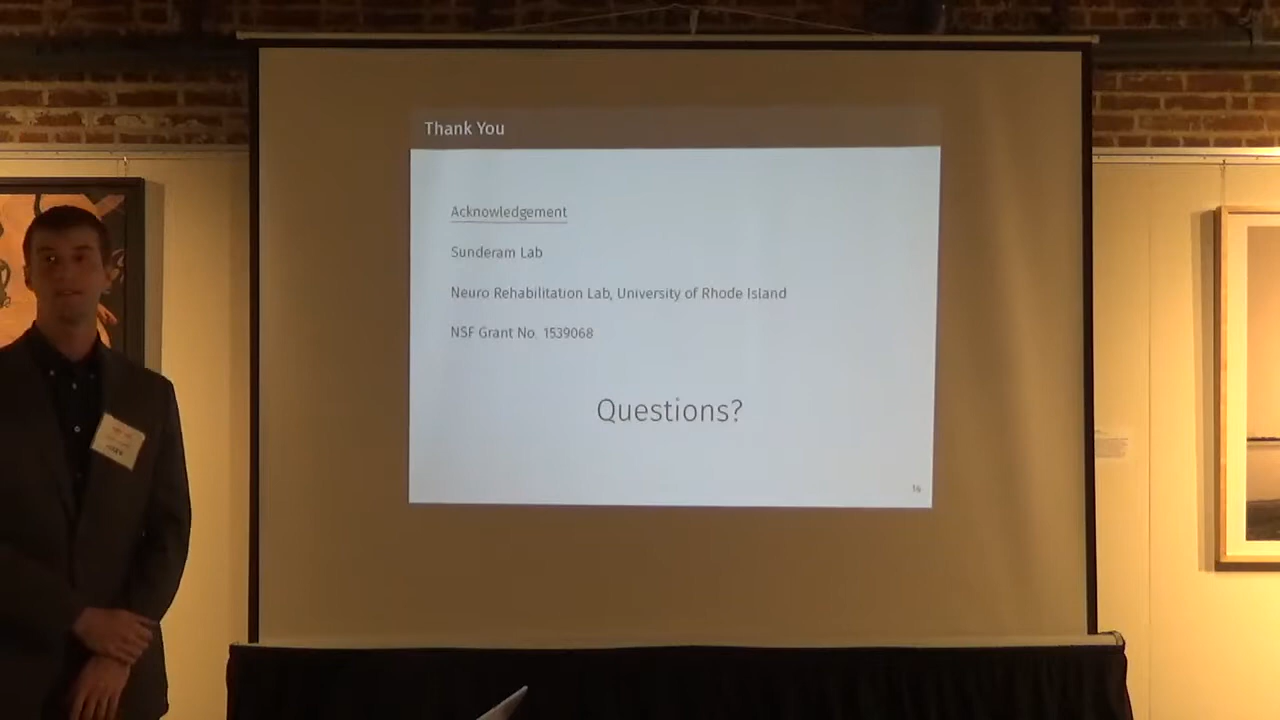 Thank You
Acknowledgement
Sunderam Lab
Neuro Rehabilitation Lab, University of Rhode Island
NSF Grant No. 1539068
Questions?